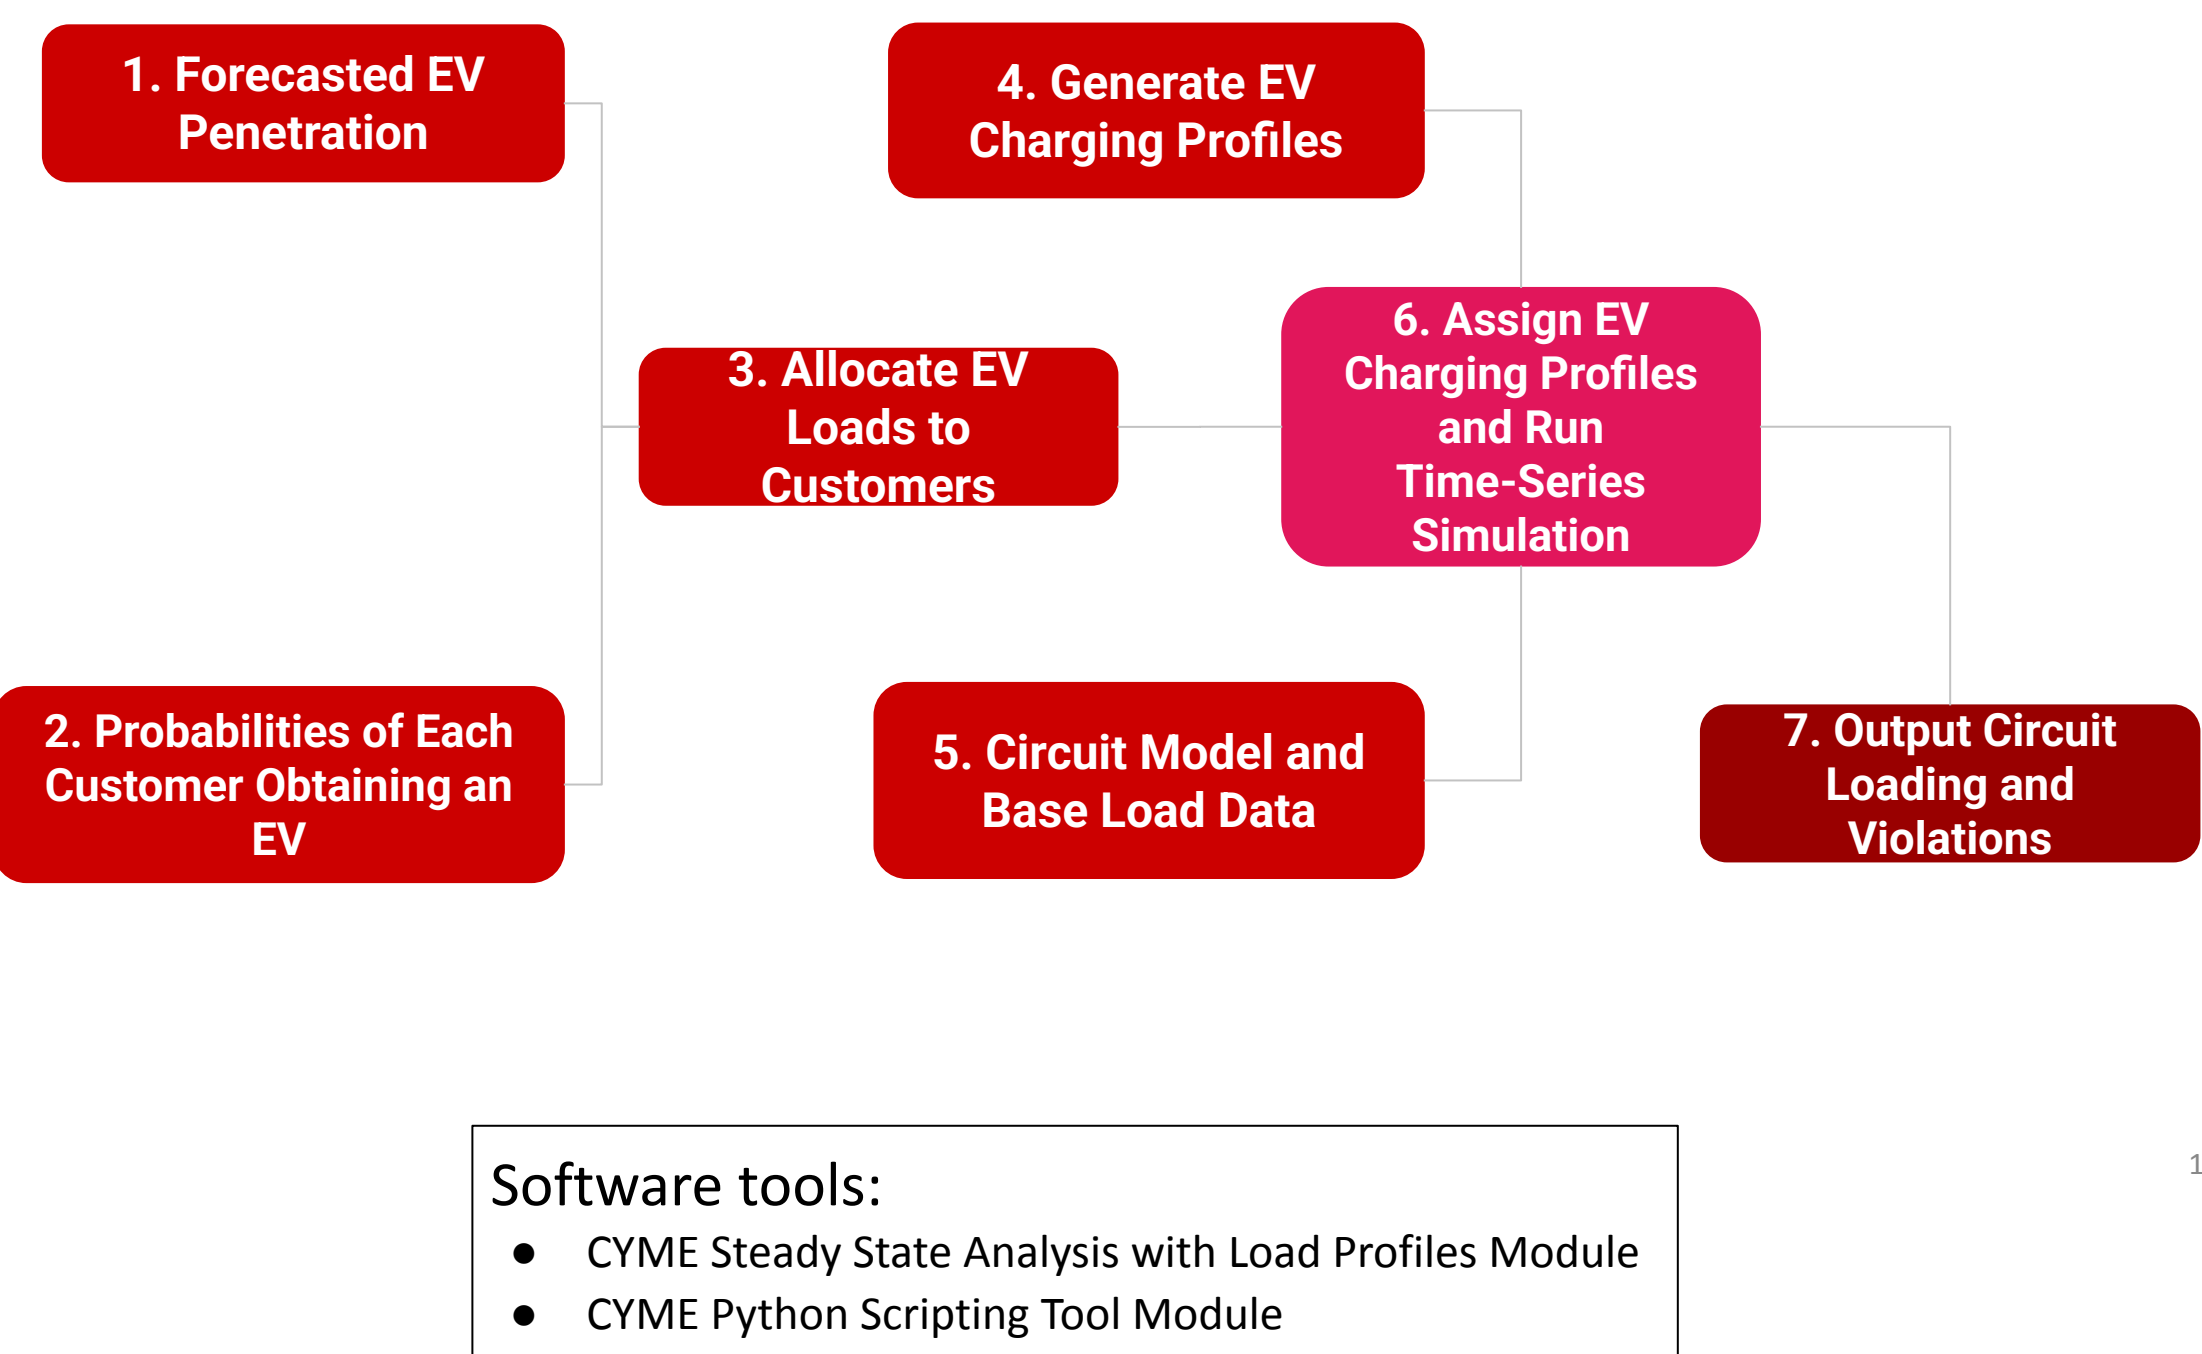 1. Forecasted EV
Penetration
4. Generate EV
Charging Profiles
3. Allocate EV
Loads to
Customers
6. Assign EV
Charging Profiles
and Run
Time-Series
Simulation
2. Probabilities of Each
Customer Obtaining an
EV
5. Circuit Model and
Base Load Data
7. Output Circuit
Loading and
Violations
Software tools:
● CYME Steady State Analysis with Load Profiles Module
● CYME Python Scripting Tool Module
1